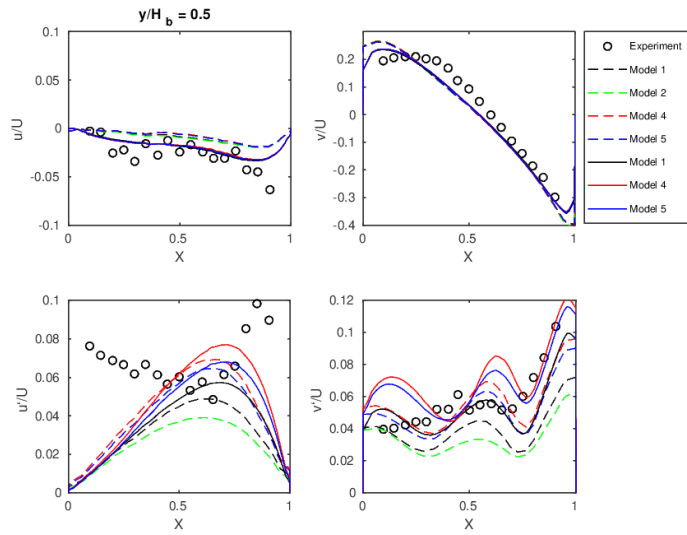 y/H_b = 0.5
0.1
0.05
0
-0.05
-0.1
u/U
0
0.5
1
X
0.2
0.1
0
-0.1
-0.2
-0.3
-0.4
v/U
0
0.5
1
X
Experiment
Model 1
Model 2
Model 4
Model 5
Model 1
Model 4
Model 5
0.1
0.08
0.06
0.04
0.02
0
u'/U
0
0.5
1
X
0.12
0.1
0.08
0.06
0.04
0.02
0
v'/U
0
0.5
1
X